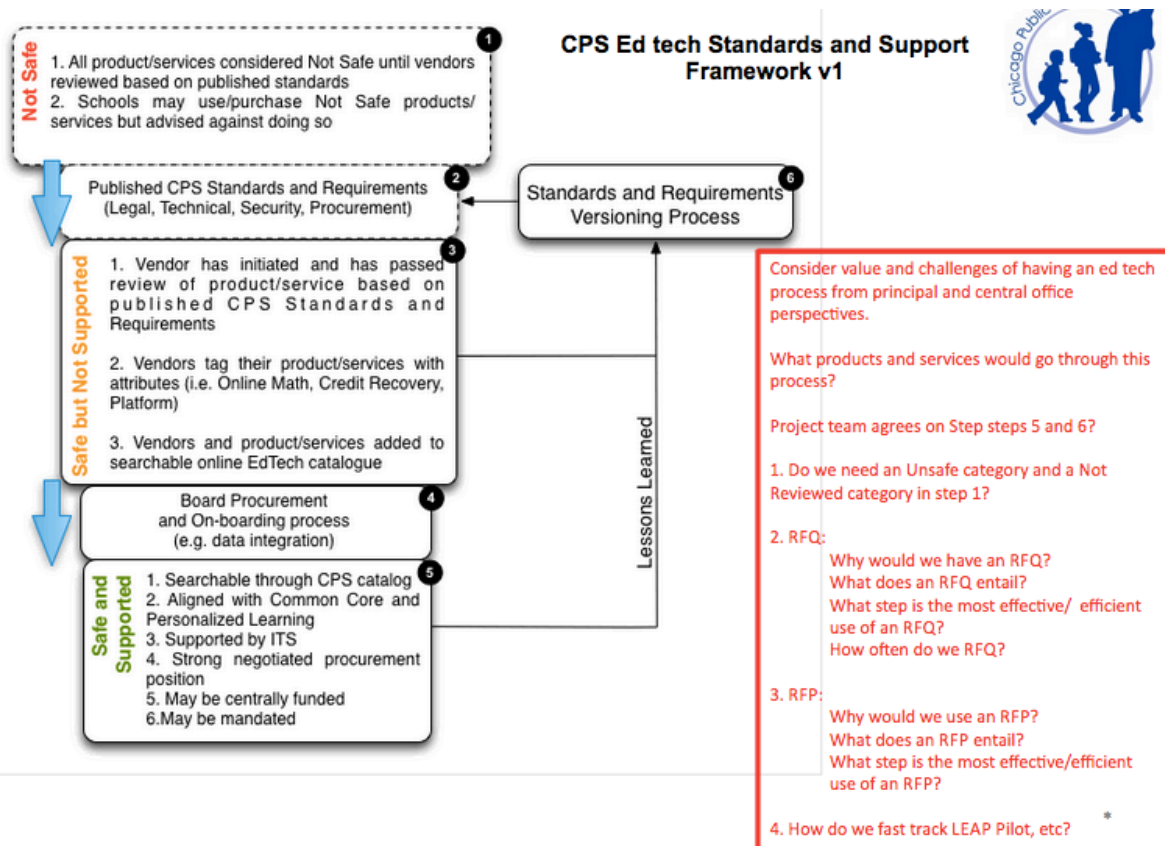 CPS Ed tech Standards and Support
Framework v1
Chicago Public
Not Safe
1
1. All product/services considered Not Safe until vendors
reviewed based on published standards
2. Schools may use/purchase Not Safe products/
services but advised against doing so
2
Published CPS Standards and Requirements
(Legal, Technical, Security, Procurement)
6
Standards and Requirements
Versioning Process
Safe but Not Supported
3
1. Vendor has initiated and has passed
review of product/service based on
published CPS Standards and
Requirements
2. Vendors tag their product/services with
attributes (i.e. Online Math, Credit Recovery,
Platform)
3. Vendors and product/services added to
searchable online EdTech catalogue
4
Board Procurement
and On-boarding process
(e.g. data integration)
Safe and
Supported
5
1. Searchable through CPS catalog
2. Aligned with Common Core and
Personalized Learning
3. Supported by ITS
4. Strong negotiated procurement
position
5. May be centrally funded
6.May be mandated
Lessons Learned
Consider value and challenges of having an ed tech
process from principal and central office
perspectives.
What products and services would go through this
process?
Project team agrees on Step steps 5 and 6?
1. Do we need an Unsafe category and a Not
Reviewed category in step 1?
2. RFQ:
Why would we have an RFQ?
What does an RFQ entail?
What step is the most effective/ efficient
use of an RFQ?
How often do we RFQ?
3. RFP:
Why would we use an RFP?
What does an RFP entail?
What step is the most effective/efficient
use of an RFP?
4. How do we fast track LEAP Pilot, etc?
*